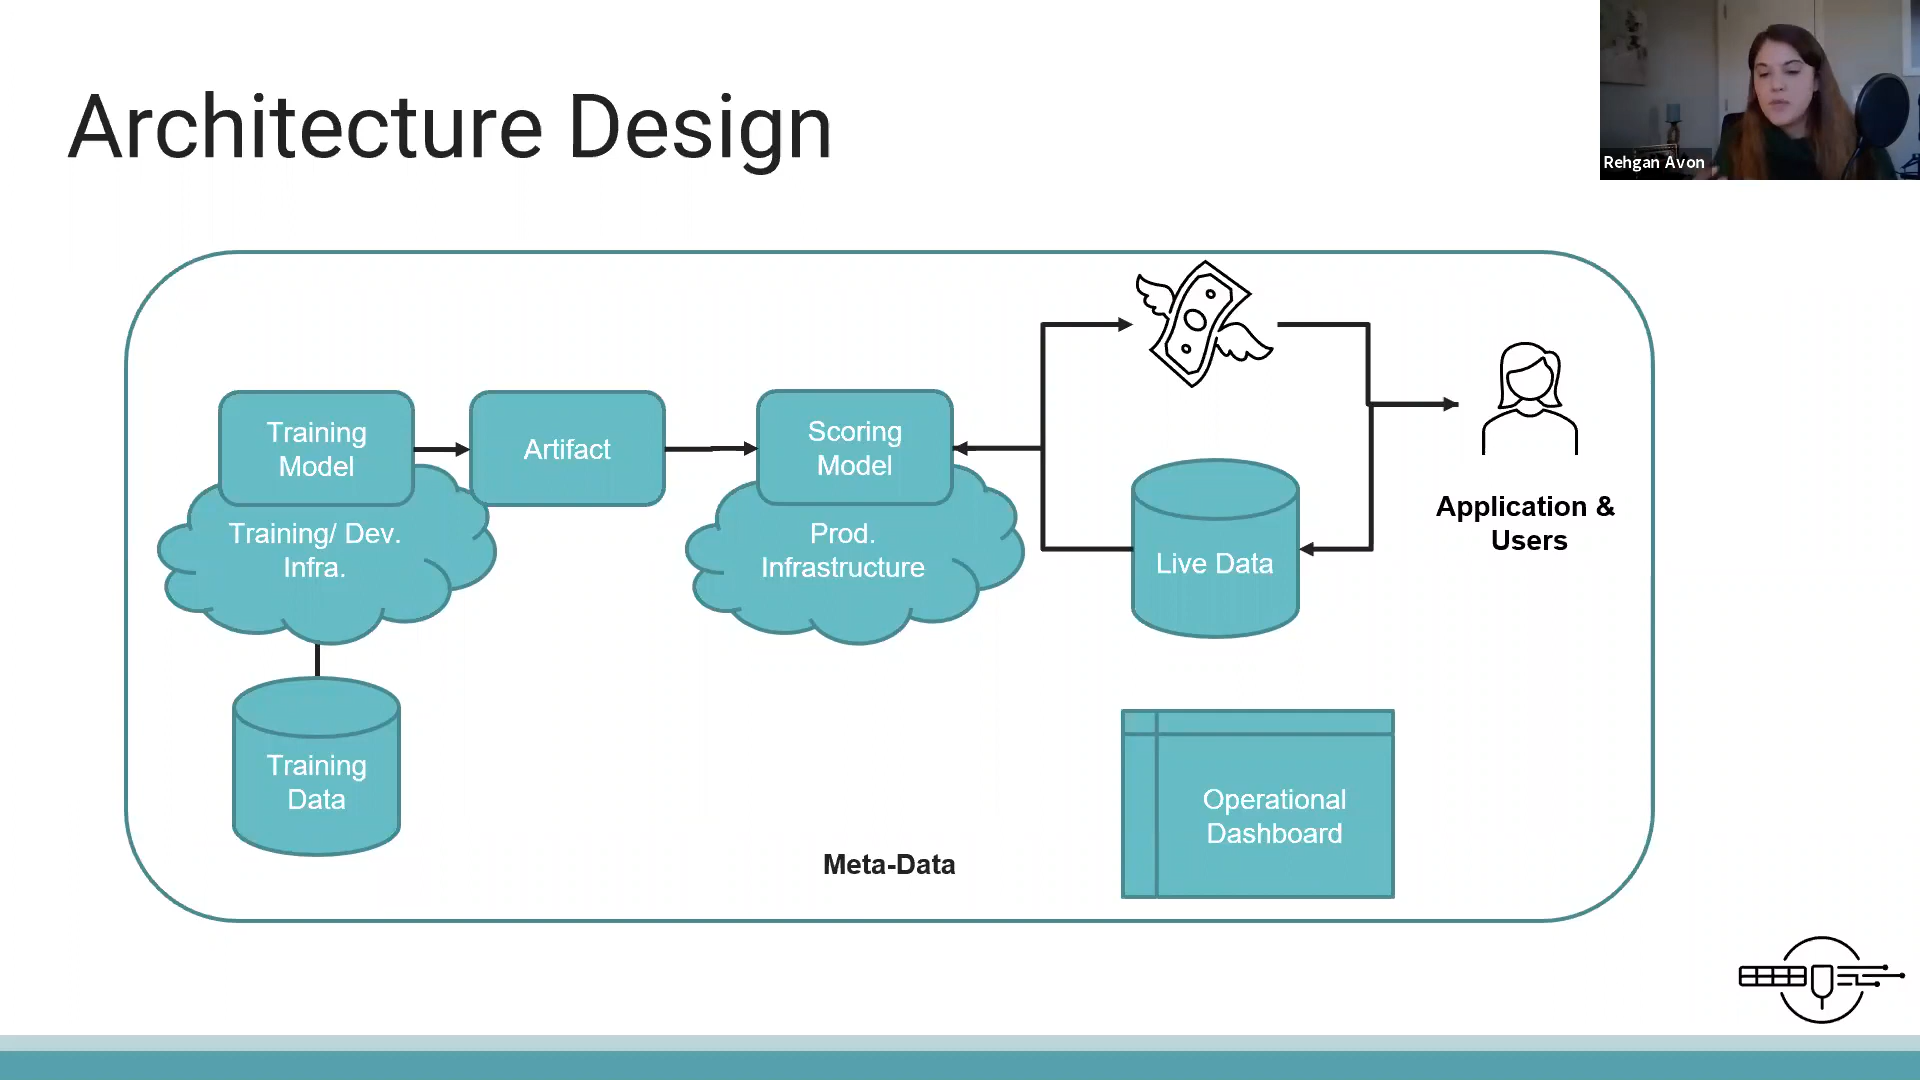 Architecture Design
Rehgan Avon
Training
Model
Artifact
Scoring
Model
Training/ Dev.
Infra.
Prod.
Infrastructure
Live Data
Application &
Users
Training
Data
Operational
Dashboard
Meta-Data